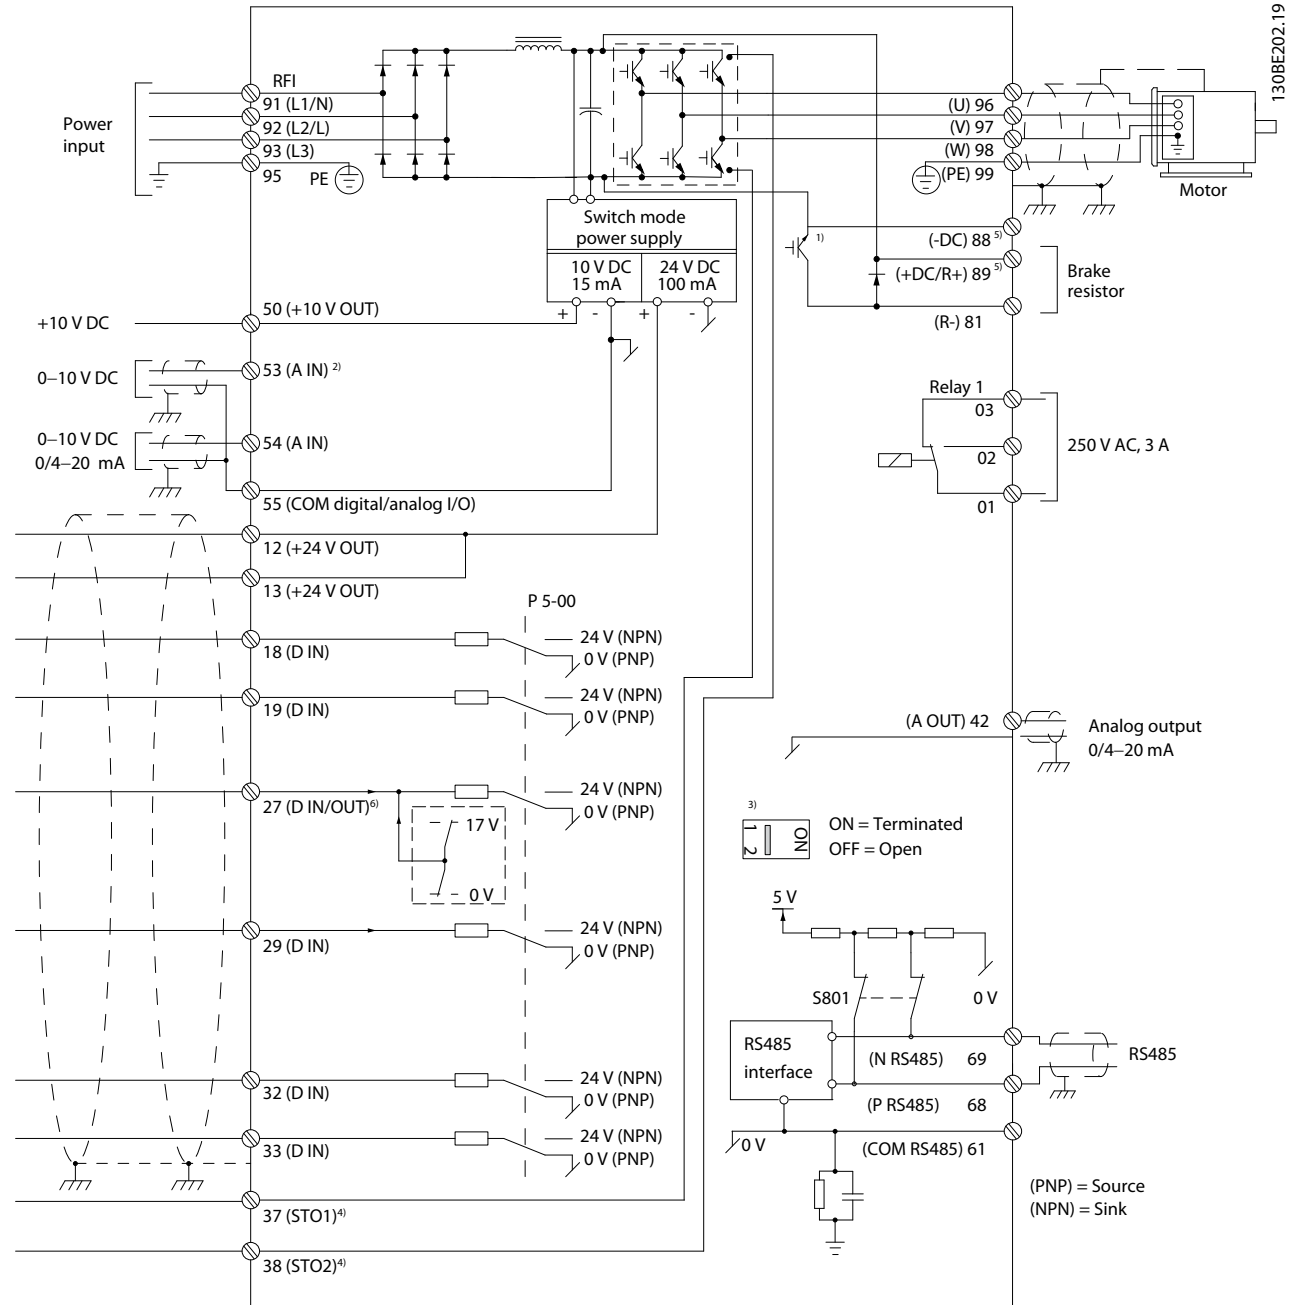 130BE202.19
RFI
91 (L1/N)
92 (L2/L)
93 (L3)
95
PE
Power
input
(U) 96
(V) 97
(W) 98
(PE) 99
Motor
Switch mode
power supply
10 V DC
15 mA
24 V DC
100 mA
+ - + -
1)
(-DC) 88 5)
(+DC/R+) 89 5)
(R-) 81
Brake
resistor
50 (+10 V OUT)
+10 V DC
53 (A IN) 2)
0–10 V DC
0–10 V DC
0/4–20 mA
54 (A IN)
55 (COM digital/analog I/O)
Relay 1
03
02
01
250 V AC, 3 A
12 (+24 V OUT)
13 (+24 V OUT)
P 5-00
18 (D IN)
24 V (NPN)
0 V (PNP)
19 (D IN)
24 V (NPN)
0 V (PNP)
(A OUT) 42
Analog output
0/4–20 mA
27 (D IN/OUT) 6)
24 V (NPN)
0 V (PNP)
17 V
0 V
3)
1 2
ON
ON = Terminated
OFF = Open
29 (D IN)
24 V (NPN)
0 V (PNP)
5 V
S801
0 V
RS485
interface
(N RS485) 69
(P RS485) 68
RS485
0 V
(COM RS485) 61
32 (D IN)
24 V (NPN)
0 V (PNP)
33 (D IN)
24 V (NPN)
0 V (PNP)
37 (STO1) 4)
38 (STO2) 4)
(PNP) = Source
(NPN) = Sink